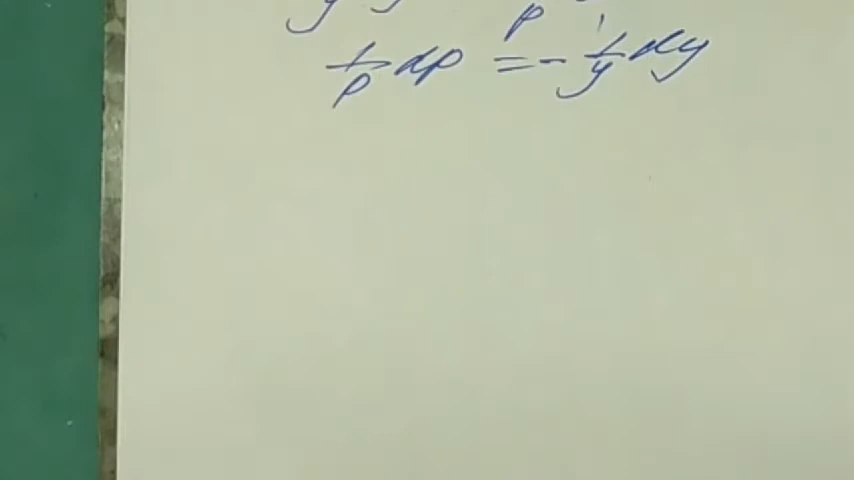 p
1/p dp = - 1/y dy